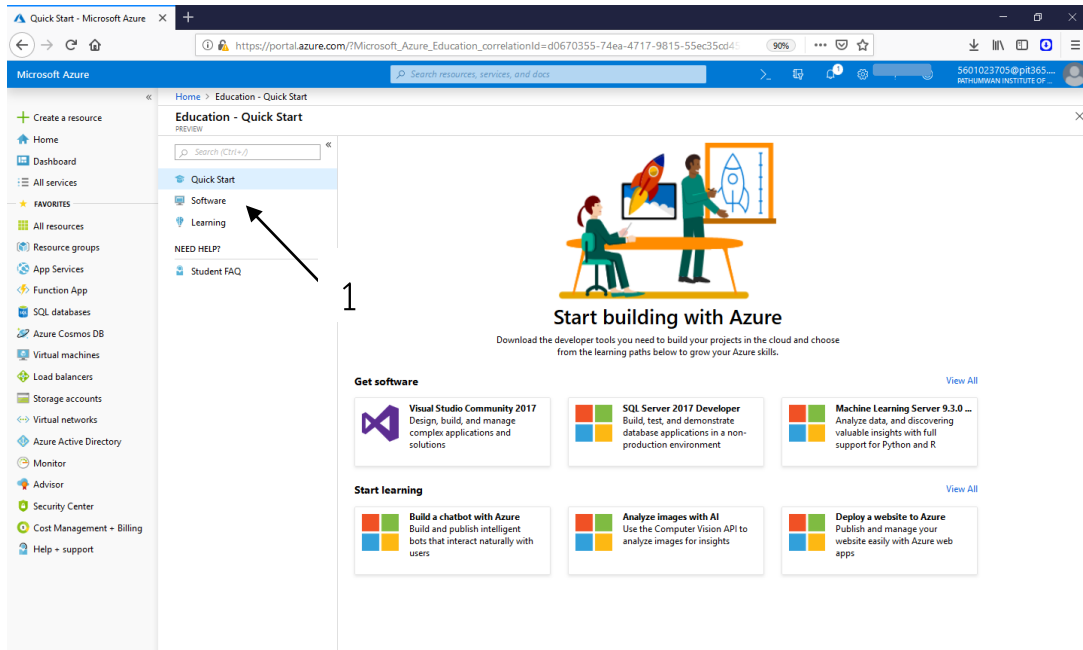 Quick Start - Microsoft Azure
https://portal.azure.com/?Microsoft_Azure_Education_correlationId=d0670355-74ea-4717-9815-55ec35cd45
90%
Microsoft Azure
Search resources, services, and docs
1
5601023705@pit365....
PATHUMWAN INSTITUTE OF ...
Create a resource
Home
Dashboard
All services
FAVORITES
All resources
Resource groups
App Services
Function App
SQL databases
Azure Cosmos DB
Virtual machines
Load balancers
Storage accounts
Virtual networks
Azure Active Directory
Monitor
Advisor
Security Center
Cost Management + Billing
Help + support
Home > Education - Quick Start
Education - Quick Start
PREVIEW
Search (Ctrl+/)
Quick Start
Software
Learning
NEED HELP?
Student FAQ
1
Start building with Azure
Download the developer tools you need to build your projects in the cloud and choose
from the learning paths below to grow your Azure skills.
Get software
View All
Visual Studio Community 2017
Design, build, and manage
complex applications and
solutions
SQL Server 2017 Developer
Build, test, and demonstrate
database applications in a non-
production environment
Machine Learning Server 9.3.0 ...
Analyze data, and discovering
valuable insights with full
support for Python and R
Start learning
View All
Build a chatbot with Azure
Build and publish intelligent
bots that interact naturally with
users
Analyze images with AI
Use the Computer Vision API to
analyze images for insights
Deploy a website to Azure
Publish and manage your
website easily with Azure web
apps